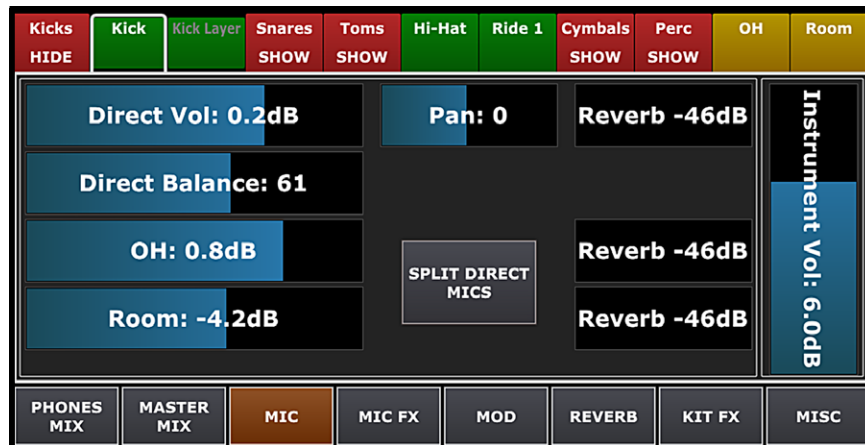 Kicks Kick Kick Layer Snares Toms Hi-Hat Ride 1 Cymbals Perc OH Room
HIDE SHOW SHOW SHOW SHOW
Direct Vol: 0.2dB Pan: 0 Reverb -46dB
Direct Balance: 61
OH: 0.8dB Reverb -46dB
SPLIT DIRECT
MICS
Room: -4.2dB Reverb -46dB
Instrument Vol: 6.0dB
PHONES MASTER MIC MIC FX MOD REVERB KIT FX MISC
MIX MIX